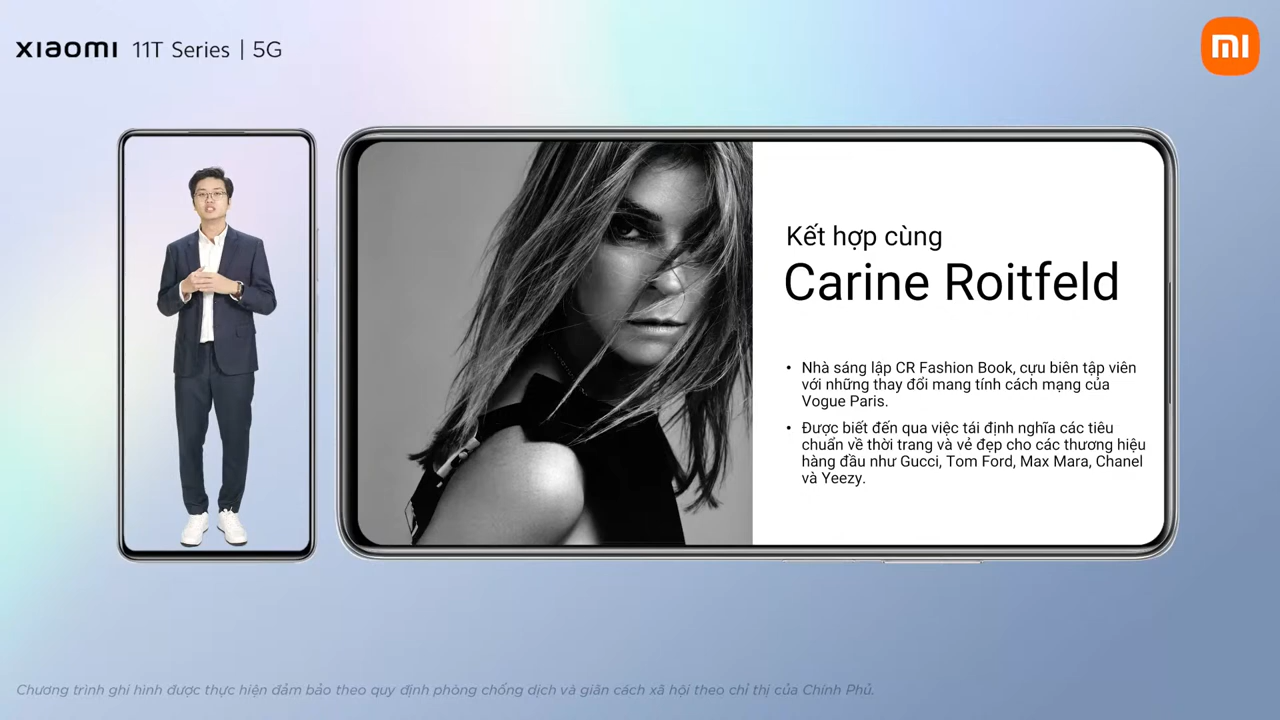 xiaomi 11T Series | 5G
mi
Kết hợp cùng
Carine Roitfeld
• Nhà sáng lập CR Fashion Book, cựu biên tập viên
với những thay đổi mang tính cách mạng của
Vogue Paris.
• Được biết đến qua việc tái định nghĩa các tiêu
chuẩn về thời trang và vẻ đẹp cho các thương hiệu
hàng đầu như Gucci, Tom Ford, Max Mara, Chanel
và Yeezy.
Chương trình ghi hình được thực hiện đảm bảo theo quy định phòng chống dịch và giãn cách xã hội theo chỉ thị của Chính Phủ.